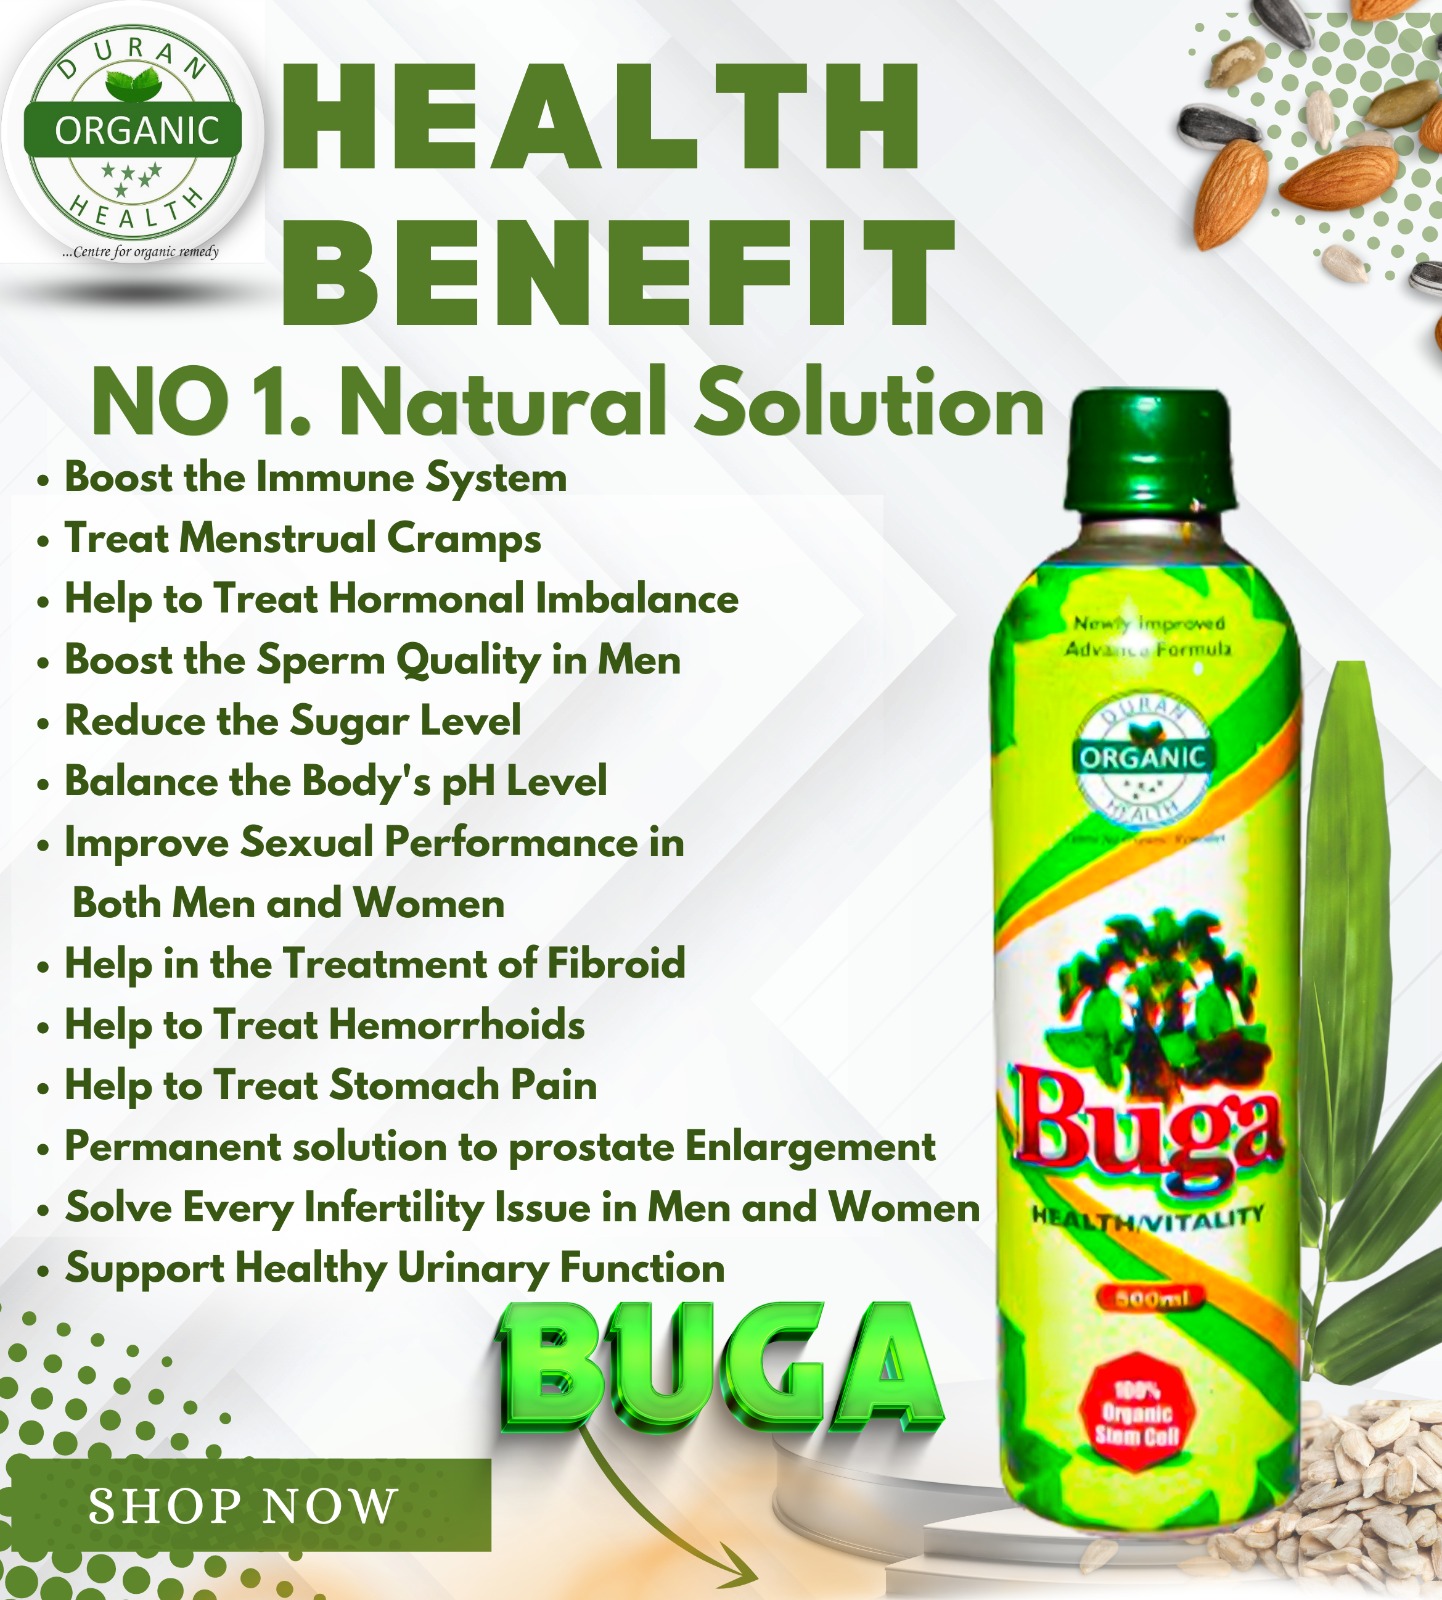 DURAN
ORGANIC
HEALTH
...Centre for organic remedy
HEALTH
BENEFIT
NO 1. Natural Solution
• Boost the Immune System
• Treat Menstrual Cramps
• Help to Treat Hormonal Imbalance
• Boost the Sperm Quality in Men
• Reduce the Sugar Level
• Balance the Body's pH Level
• Improve Sexual Performance in
Both Men and Women
• Help in the Treatment of Fibroid
• Help to Treat Hemorrhoids
• Help to Treat Stomach Pain
• Permanent solution to prostate Enlargement
• Solve Every Infertility Issue in Men and Women
• Support Healthy Urinary Function
BUGA
SHOP NOW
Newly improved
Advance Formula
DURAN
ORGANIC
HEALTH
Buga
HEALTH/VITALITY
500ml
100%
Organic
Stem Cell